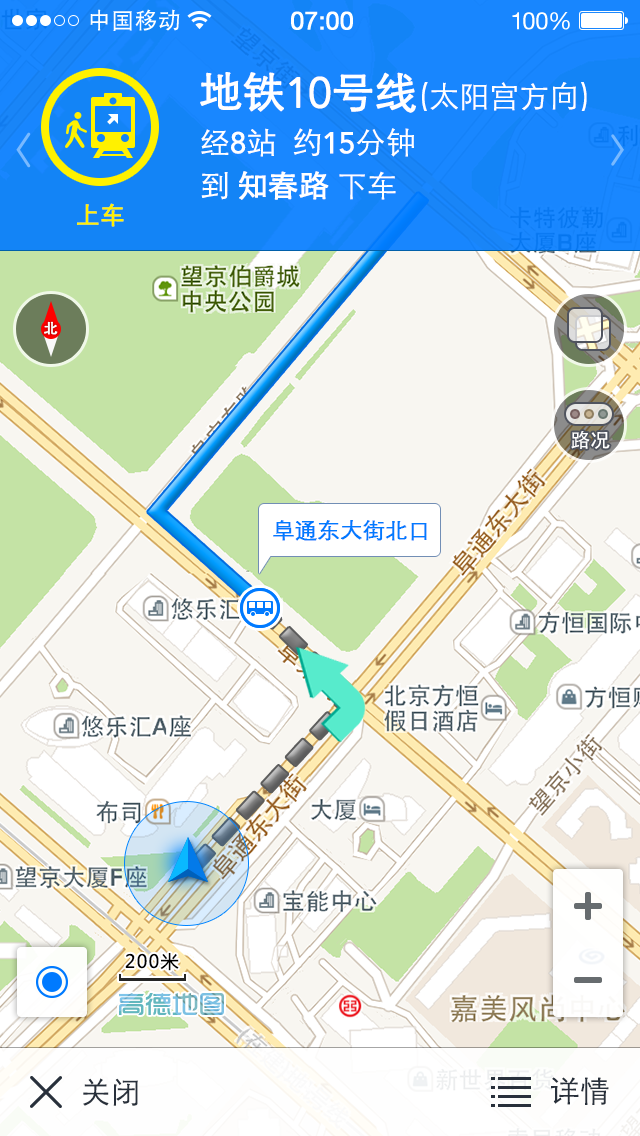 中国移动 07:00 100%
地铁10号线(太阳宫方向)
经8站 约15分钟
到 知春路 下车
上车
卡特彼勒
大厦B座
望京伯爵城
中央公园
北
路况
阜通东大街
阜通东大街北口
悠乐汇
方恒国际中
北京方恒
假日酒店
方恒购
悠乐汇A座
望京小街
布司
大厦
阜通东大街
望京大厦F座
宝能中心
200米
高德地图
嘉美风尚中心
新世界百货
关闭
详情